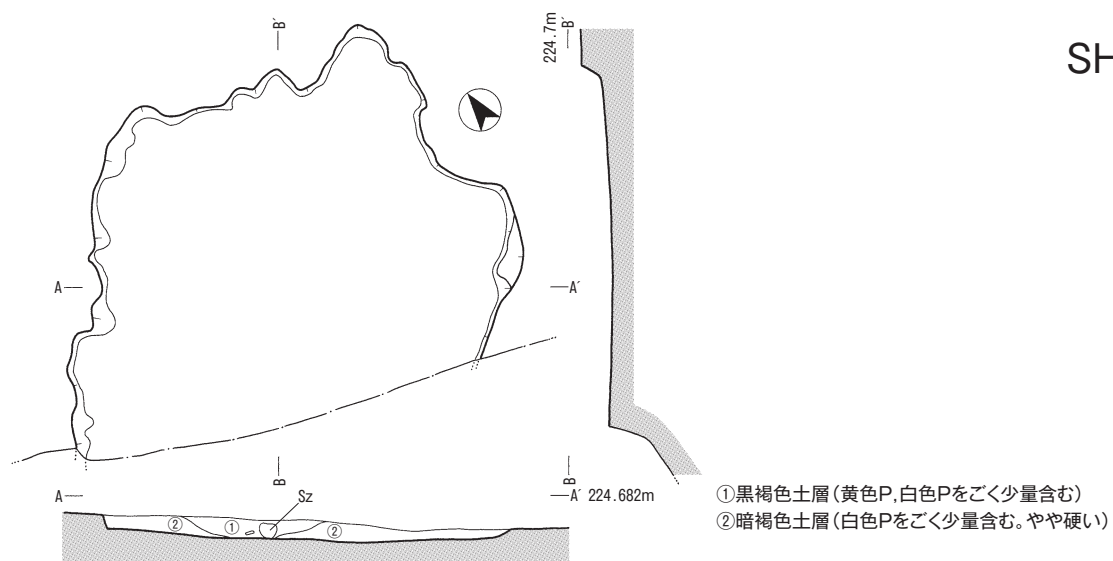 B´
224.7m
B´
SH
A
A´
B
B
Sz
A
A´ 224.682m
② ① ②
①黒褐色土層(黄色P,白色Pをごく少量含む)
②暗褐色土層(白色Pをごく少量含む。やや硬い)